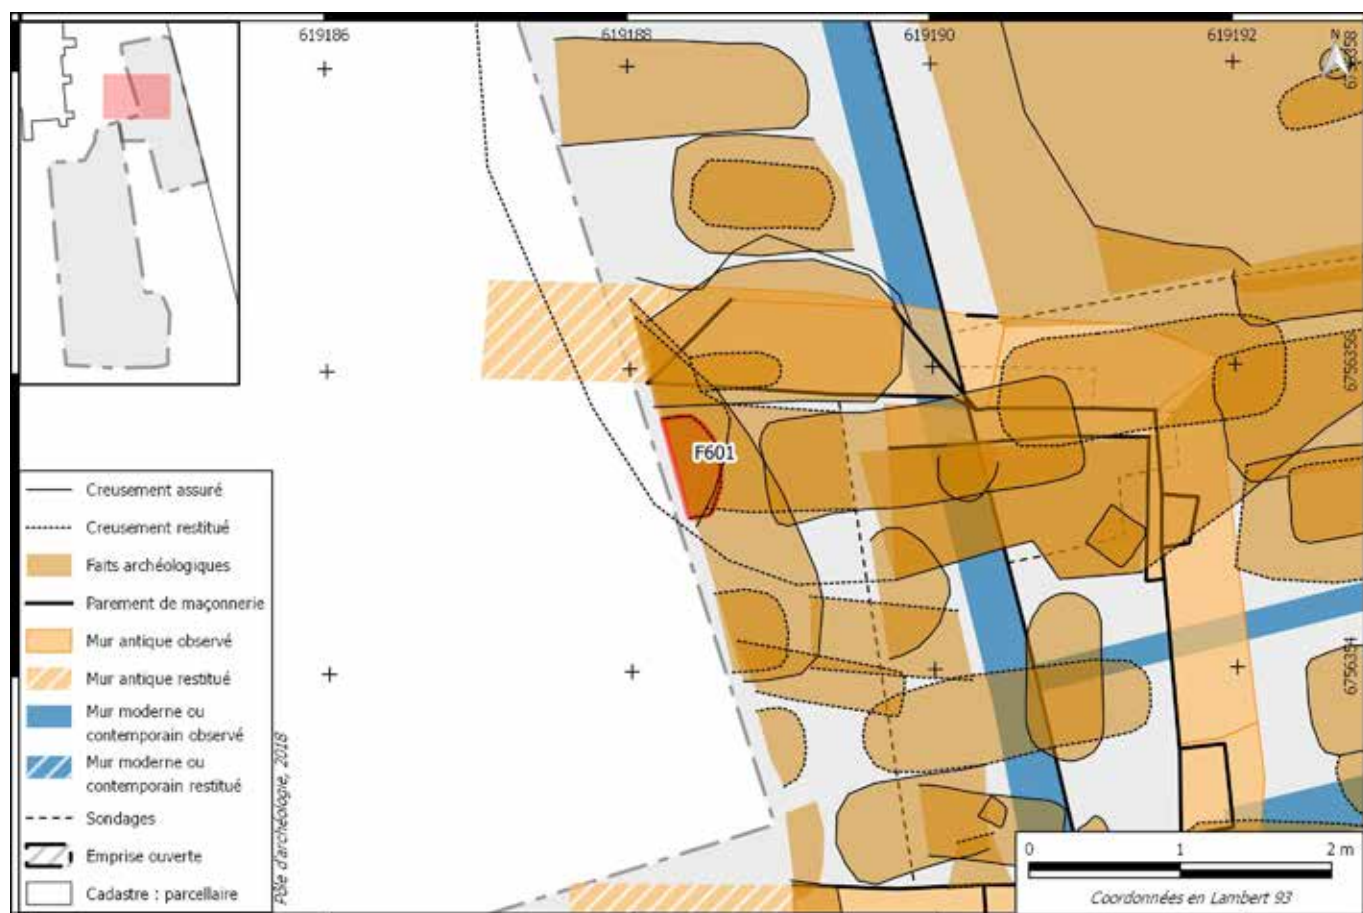 619186
619188
619190
619192
N
6756358
6756356
F601
6756354
Creusement assuré
Creusement restitué
Faits archéologiques
Parement de maçonnerie
Mur antique observé
Mur antique restitué
Mur moderne ou
contemporain observé
Mur moderne ou
contemporain restitué
Sondages
Emprise ouverte
Cadastre : parcellaire
Pôle d'archéologie, 2018
0 1 2 m
Coordonnées en Lambert 93